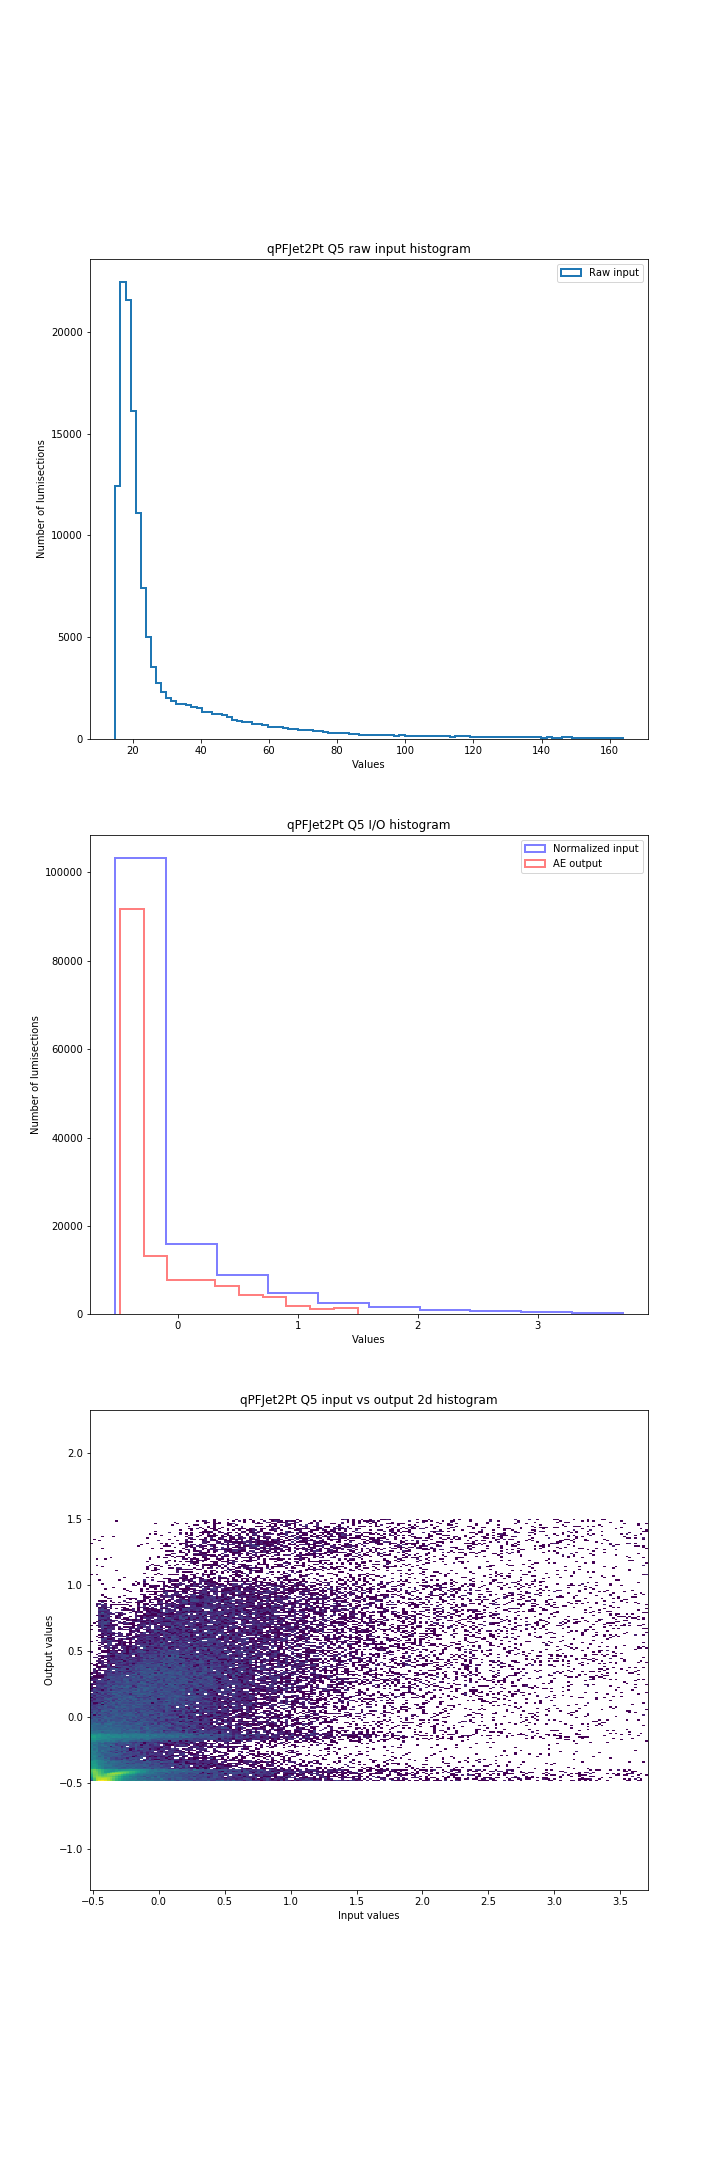 qPFJet2Pt Q5 raw input histogram
Raw input
Number of lumisections
20000
15000
10000
5000
0
20 40 60 80 100 120 140 160
Values
qPFJet2Pt Q5 I/O histogram
Normalized input
AE output
Number of lumisections
100000
80000
60000
40000
20000
0
0 1 2 3
Values
qPFJet2Pt Q5 input vs output 2d histogram
Output values
2.0
1.5
1.0
0.5
0.0
−0.5
−1.0
−0.5 0.0 0.5 1.0 1.5 2.0 2.5 3.0 3.5
Input values